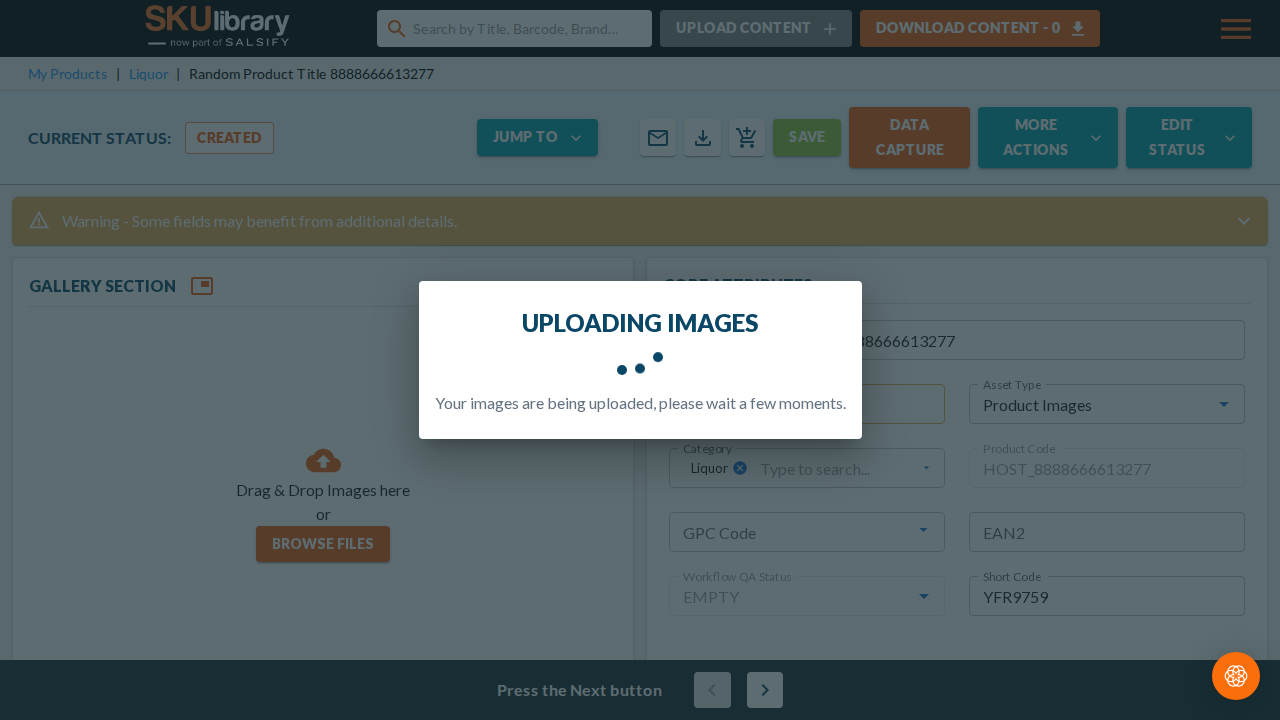 SKUlibrary
now part of SALSIFY
Search by Title, Barcode, Brand...
UPLOAD CONTENT
DOWNLOAD CONTENT - 0
My Products | Liquor | Random Product Title 8888666613277
CURRENT STATUS:
CREATED
JUMP TO
SAVE
DATA
CAPTURE
MORE
ACTIONS
EDIT
STATUS
Warning - Some fields may benefit from additional details.
GALLERY SECTION
Drag & Drop Images here
or
BROWSE FILES
UPLOADING IMAGES
Your images are being uploaded, please wait a few moments.
Asset Type
Product Images
Category
Liquor
Type to search...
Product Code
HOST_8888666613277
GPC Code
EAN2
Workflow QA Status
EMPTY
Short Code
YFR9759
Press the Next button